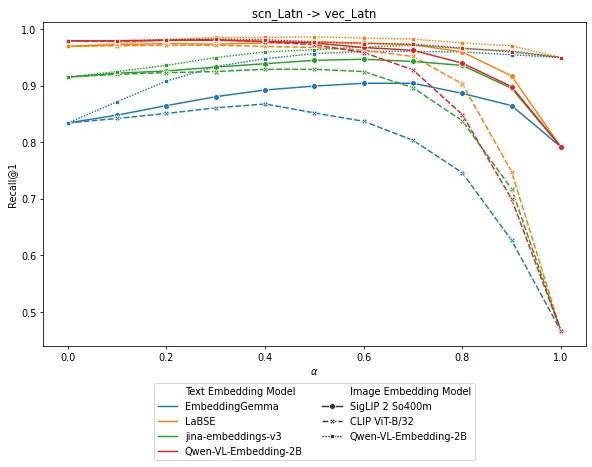 scn_Latn -> vec_Latn
Recall@1
1.0
0.9
0.8
0.7
0.6
0.5
0.0 0.2 0.4 0.6 0.8 1.0
α
Text Embedding Model Image Embedding Model
EmbeddingGemma SigLIP 2 So400m
LaBSE CLIP ViT-B/32
jina-embeddings-v3 Qwen-VL-Embedding-2B
Qwen-VL-Embedding-2B